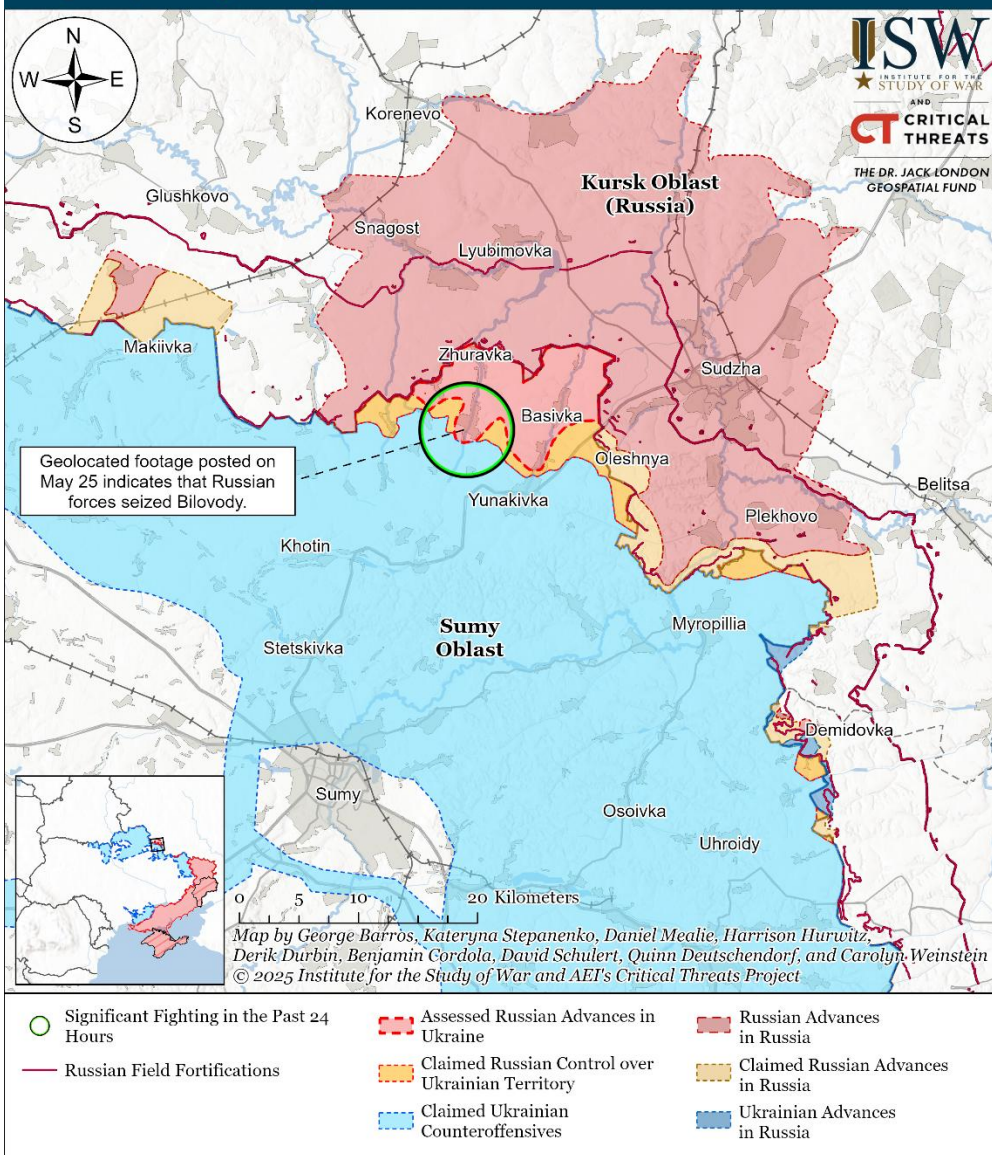 N
W E
S
ISW
INSTITUTE FOR THE
STUDY OF WAR
AND
CT CRITICAL
THREATS
THE DR. JACK LONDON
GEOSPATIAL FUND
Korenevo
Kursk Oblast
(Russia)
Glushkovo
Snagost
Lyubimovka
Makiivka
Zhuravka
Sudzha
Basivka
Geolocated footage posted on
May 25 indicates that Russian
forces seized Bilovody.
Oleshnya
Belitsa
Yunakivka
Plekhovo
Khotin
Sumy
Oblast
Myropillia
Stetskivka
Demidovka
Sumy
Osoivka
Uhroidy
0 5 10 20 Kilometers
Map by George Barros, Kateryna Stepanenko, Daniel Mealie, Harrison Hurwitz,
Derik Durbin, Benjamin Cordola, David Schulert, Quinn Deutschendorf, and Carolyn Weinstein
© 2025 Institute for the Study of War and AEI's Critical Threats Project
Significant Fighting in the Past 24
Hours
Russian Field Fortifications
Assessed Russian Advances in
Ukraine
Claimed Russian Control over
Ukrainian Territory
Claimed Ukrainian
Counteroffensives
Russian Advances
in Russia
Claimed Russian Advances
in Russia
Ukrainian Advances
in Russia